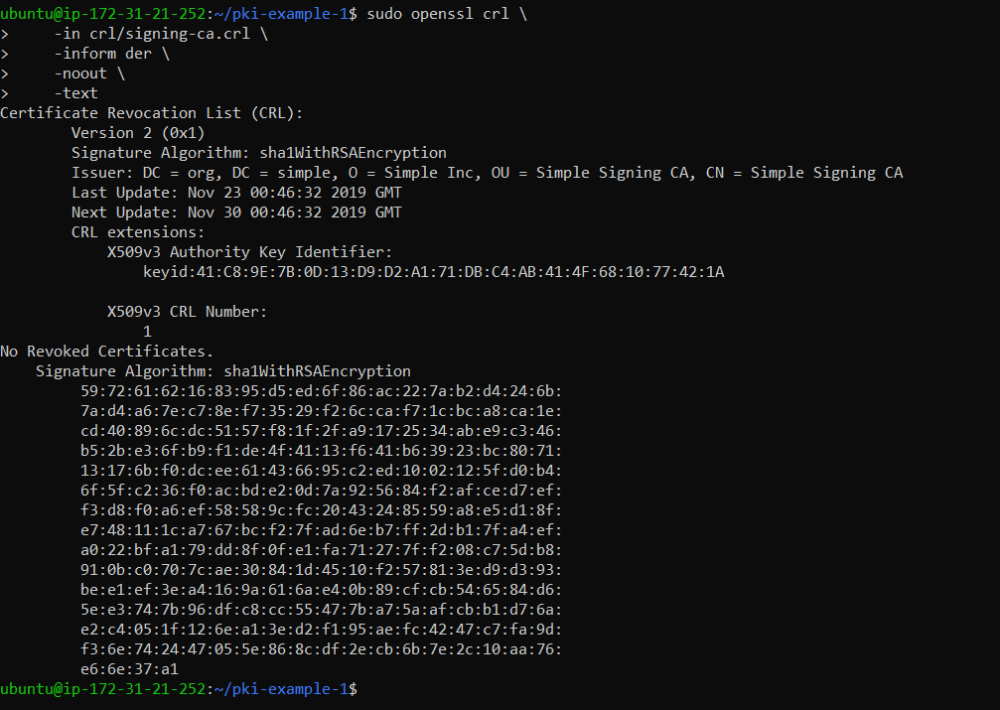 ubuntu@ip-172-31-21-252:~/pki-example-1$ sudo openssl crl \
>     -in crl/signing-ca.crl \
>     -inform der \
>     -noout \
>     -text
Certificate Revocation List (CRL):
        Version 2 (0x1)
        Signature Algorithm: sha1WithRSAEncryption
        Issuer: DC = org, DC = simple, O = Simple Inc, OU = Simple Signing CA, CN = Simple Signing CA
        Last Update: Nov 23 00:46:32 2019 GMT
        Next Update: Nov 30 00:46:32 2019 GMT
        CRL extensions:
            X509v3 Authority Key Identifier:
                keyid:41:C8:9E:7B:0D:13:D9:D2:A1:71:DB:C4:AB:41:4F:68:10:77:42:1A
            X509v3 CRL Number:
                1
No Revoked Certificates.
    Signature Algorithm: sha1WithRSAEncryption
         59:72:61:62:16:83:95:d5:ed:6f:86:ac:22:7a:b2:d4:24:6b:
         7a:d4:a6:7e:c7:8e:f7:35:29:f2:6c:ca:f7:1c:bc:a8:ca:1e:
         cd:40:89:6c:dc:51:57:f8:1f:2f:a9:17:25:34:ab:e9:c3:46:
         b5:2b:e3:6f:b9:f1:de:4f:41:13:f6:41:b6:39:23:bc:80:71:
         13:17:6b:f0:dc:ee:61:43:66:95:c2:ed:10:02:12:5f:d0:b4:
         6f:5f:c2:36:f0:ac:bd:e2:0d:7a:92:56:84:f2:af:ce:d7:ef:
         f3:d8:f0:a6:ef:58:58:9c:fc:20:43:24:85:59:a8:e5:d1:8f:
         e7:48:11:1c:a7:67:bc:f2:7f:ad:6e:b7:ff:2d:b1:7f:a4:ef:
         a0:22:bf:a1:79:dd:8f:0f:e1:fa:71:27:7f:f2:08:c7:5d:b8:
         91:0b:c0:70:7c:ae:30:84:1d:45:10:f2:57:81:3e:d9:d3:93:
         be:e1:ef:3e:a4:16:9a:61:6a:e4:0b:89:cf:cb:54:65:84:d6:
         5e:e3:74:7b:96:df:c8:cc:55:47:7b:a7:5a:af:cb:b1:d7:6a:
         e2:c4:05:1f:12:6e:a1:3e:d2:f1:95:ae:fc:42:47:c7:fa:9d:
         f3:6e:74:24:47:05:5e:86:8c:df:2e:cb:6b:7e:2c:10:aa:76:
         e6:6e:37:a1
ubuntu@ip-172-31-21-252:~/pki-example-1$